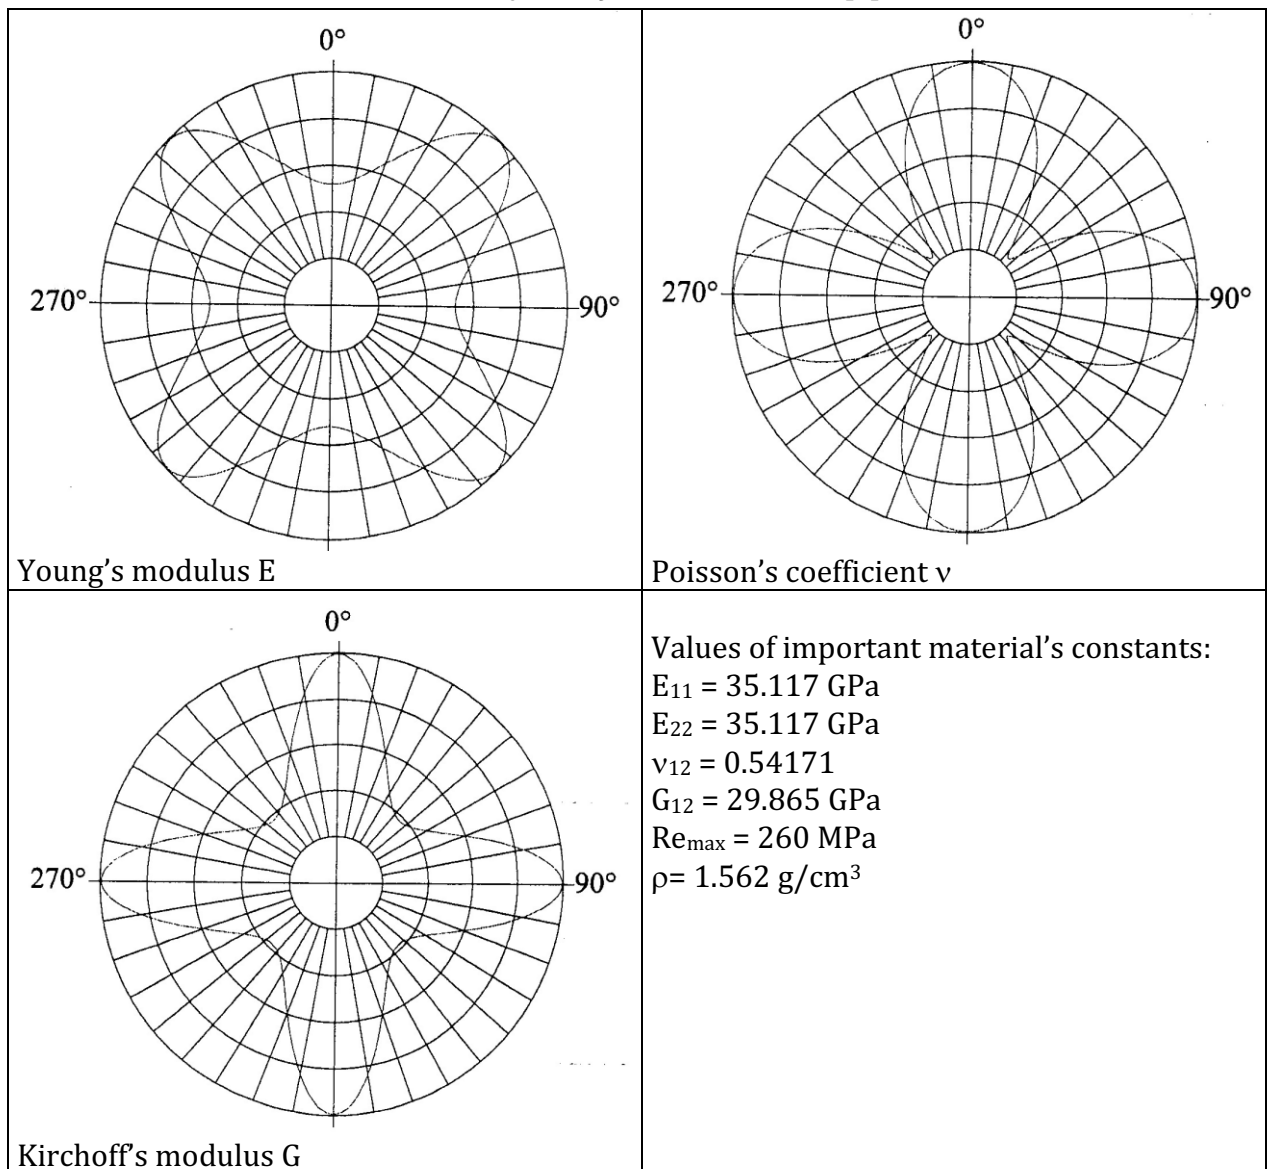 0°
270°
90°
Young's modulus E
0°
270°
90°
Poisson's coefficient ν
0°
270°
90°
Kirchoff's modulus G
Values of important material's constants:
E₁₁ = 35.117 GPa
E₂₂ = 35.117 GPa
ν₁₂ = 0.54171
G₁₂ = 29.865 GPa
Reₘₐₓ = 260 MPa
ρ= 1.562 g/cm³